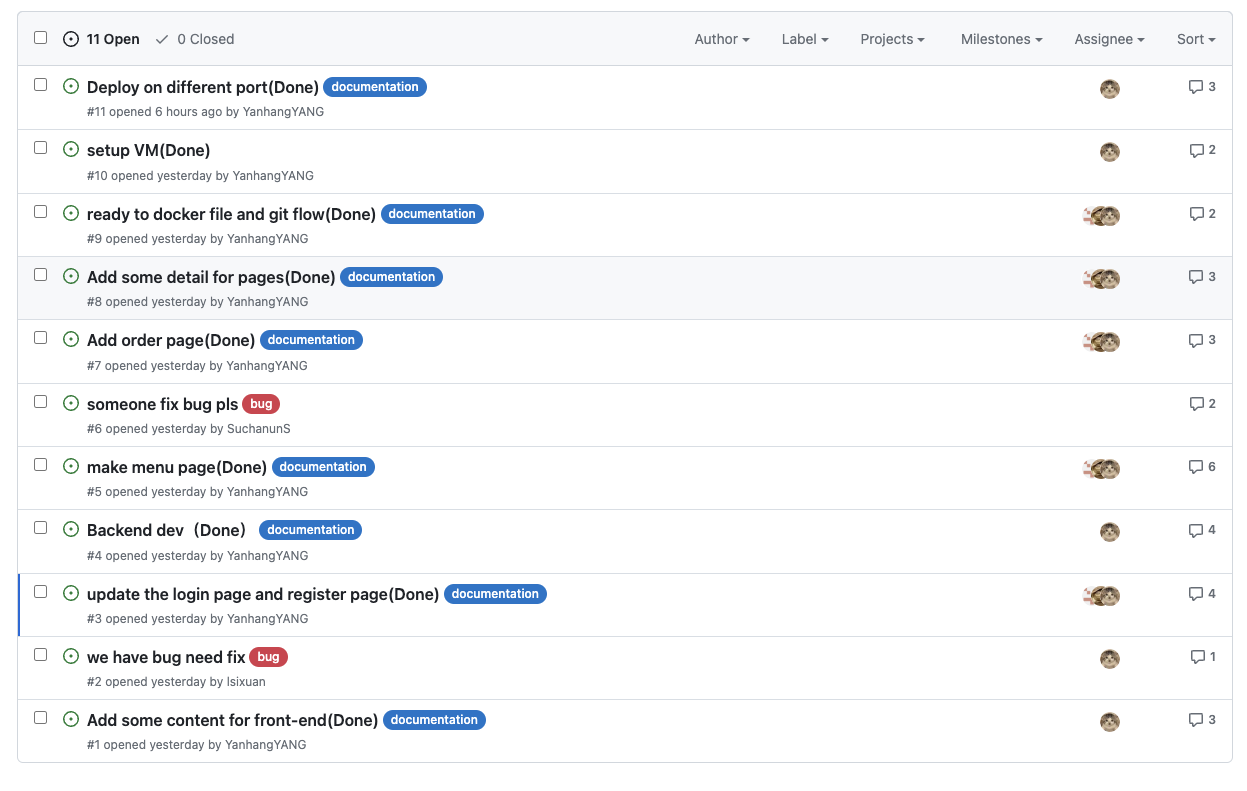 11 Open 0 Closed Author Label Projects Milestones Assignee Sort
Deploy on different port(Done) documentation 3
#11 opened 6 hours ago by YanhangYANG
setup VM(Done) 2
#10 opened yesterday by YanhangYANG
ready to docker file and git flow(Done) documentation 2
#9 opened yesterday by YanhangYANG
Add some detail for pages(Done) documentation 3
#8 opened yesterday by YanhangYANG
Add order page(Done) documentation 3
#7 opened yesterday by YanhangYANG
someone fix bug pls bug 2
#6 opened yesterday by SuchanunS
make menu page(Done) documentation 6
#5 opened yesterday by YanhangYANG
Backend dev（Done） documentation 4
#4 opened yesterday by YanhangYANG
update the login page and register page(Done) documentation 4
#3 opened yesterday by YanhangYANG
we have bug need fix bug 1
#2 opened yesterday by lsixuan
Add some content for front-end(Done) documentation 3
#1 opened yesterday by YanhangYANG